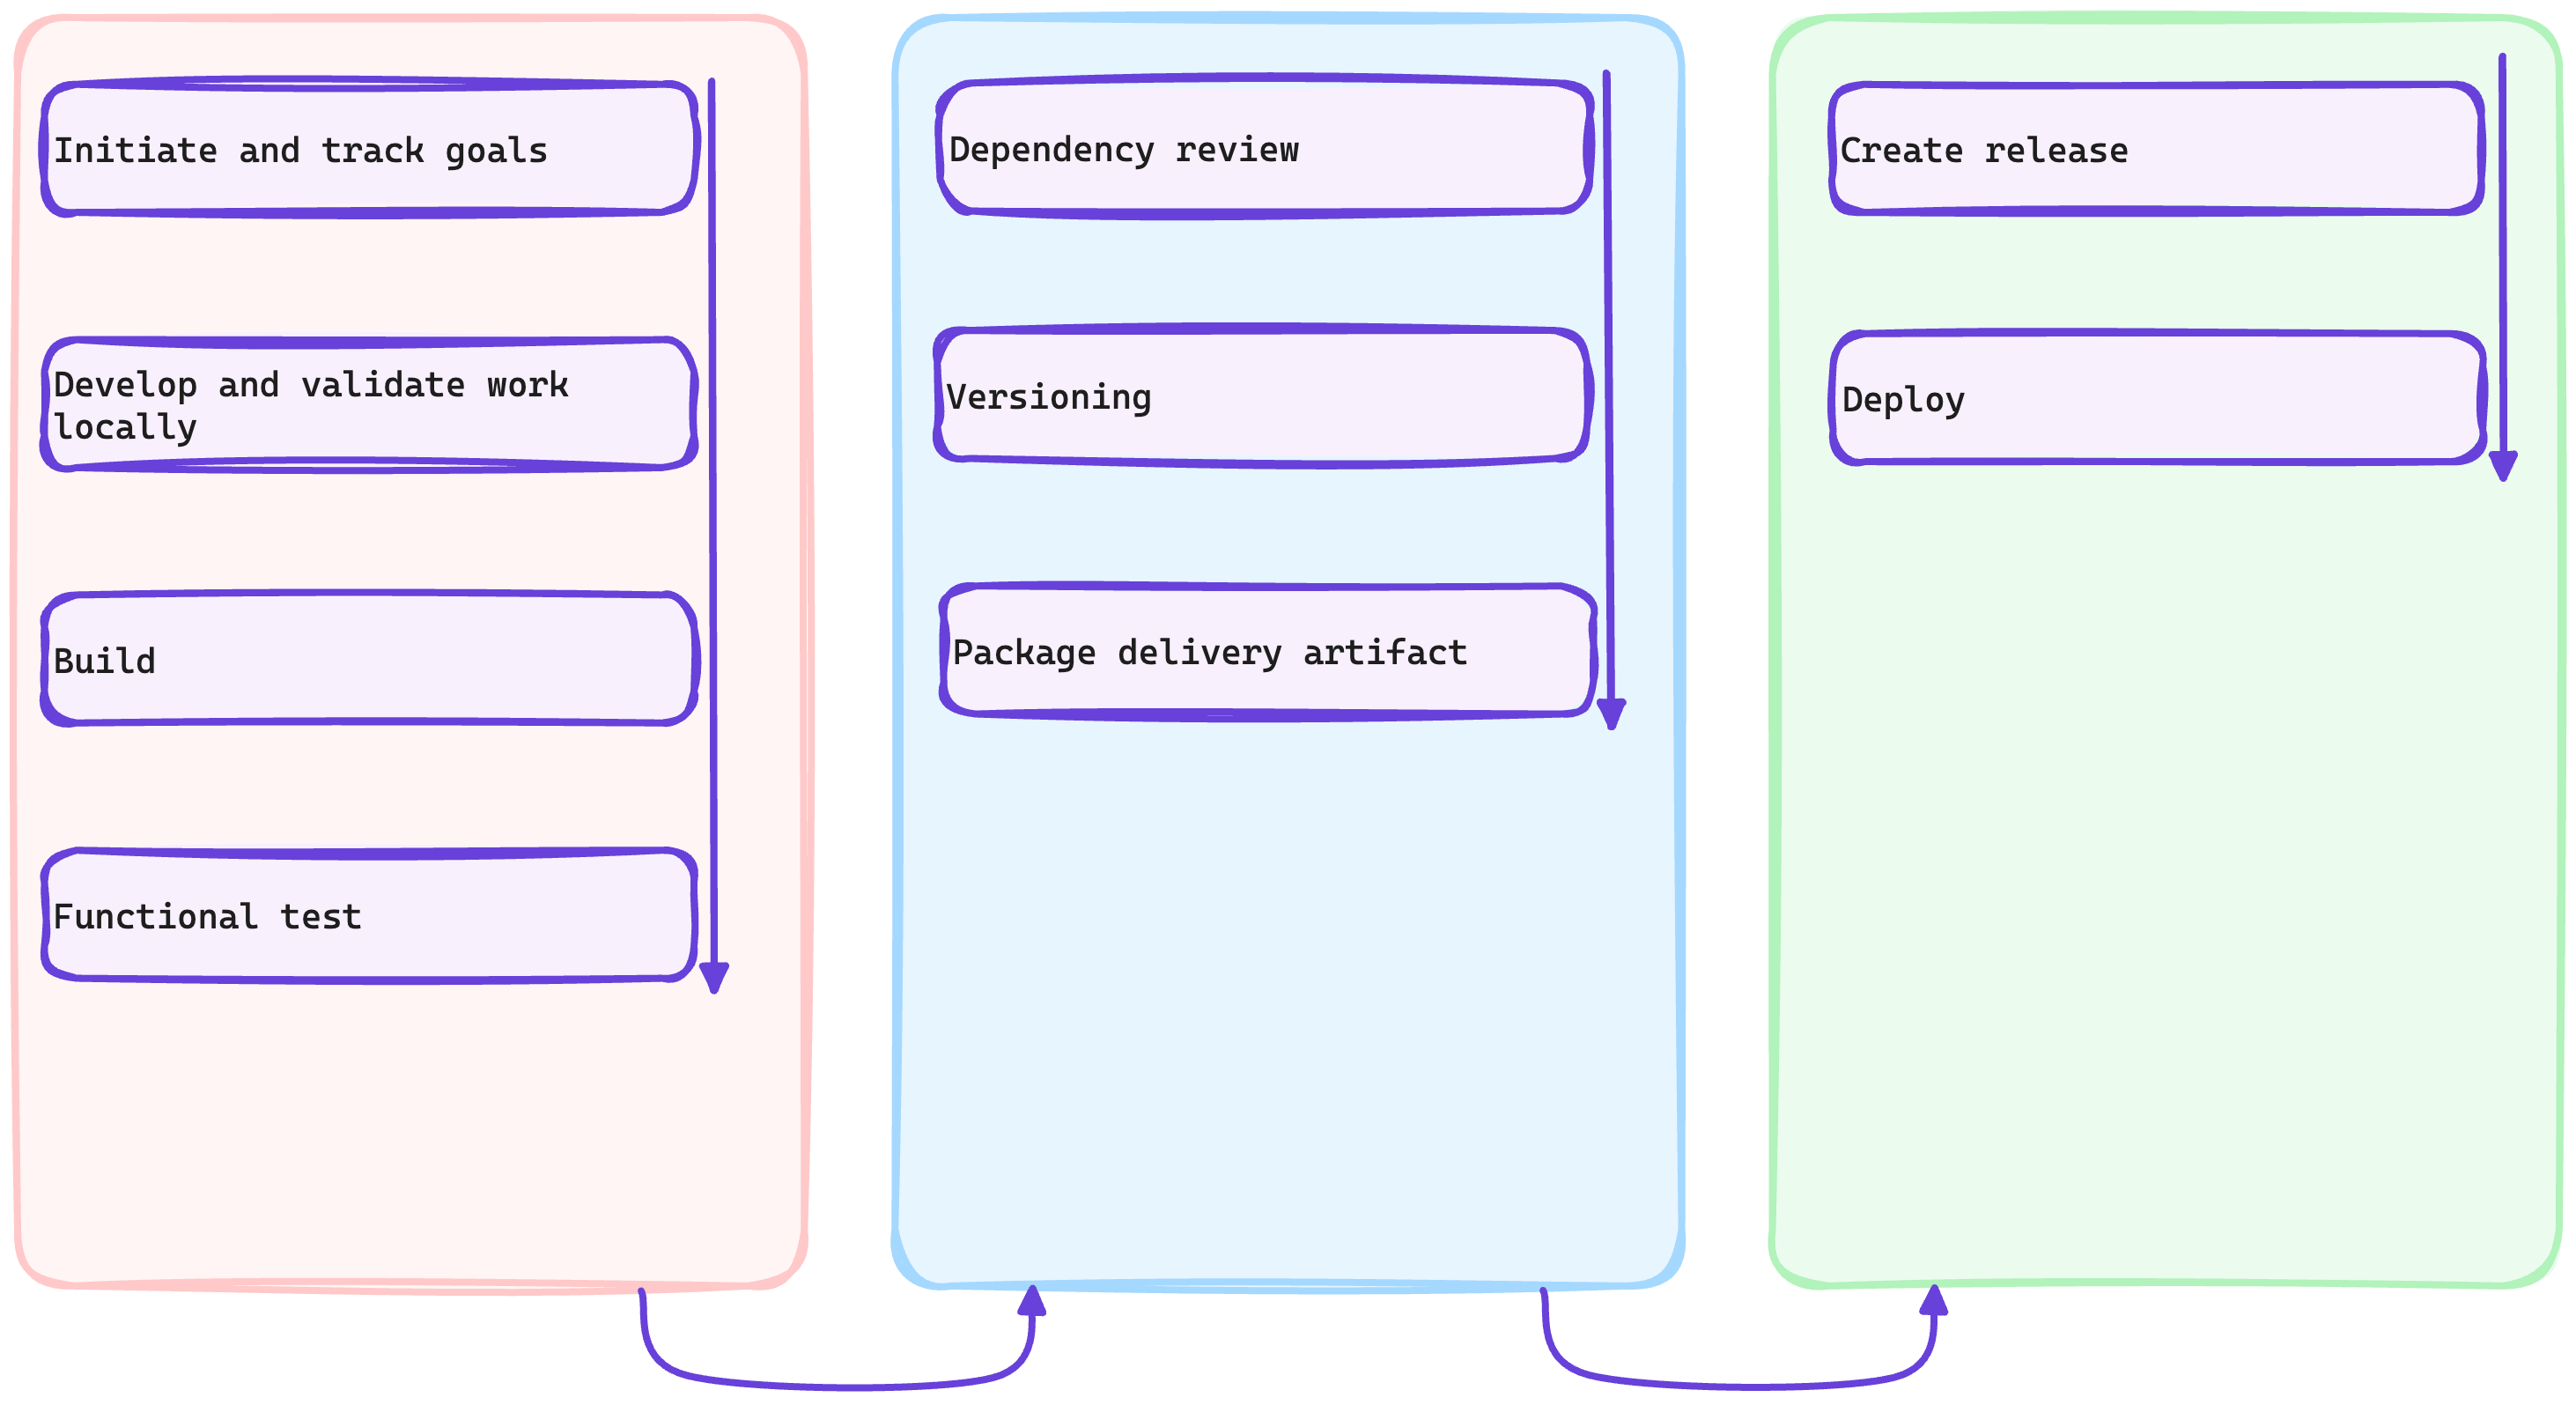 Initiate and track goals
Develop and validate work
locally
Build
Functional test
Dependency review
Versioning
Package delivery artifact
Create release
Deploy